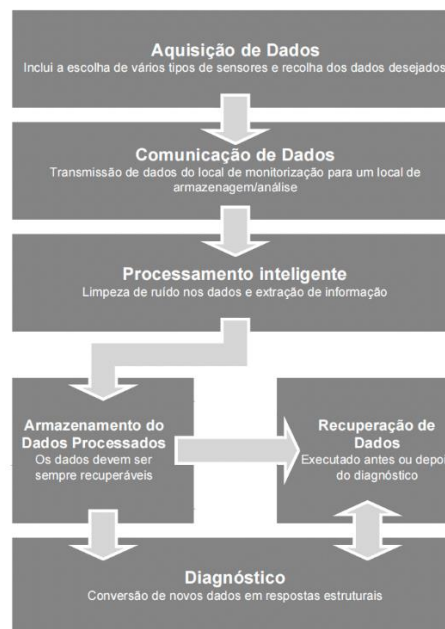 Aquisição de Dados
Inclui a escolha de vários tipos de sensores e recolha dos dados desejados
Comunicação de Dados
Transmissão de dados do local de monitorização para um local de
armazenagem/análise
Processamento inteligente
Limpeza de ruído nos dados e extração de informação
Armazenamento do
Dados Processados
Os dados devem ser
sempre recuperáveis
Recuperação de
Dados
Executado antes ou depoi
do diagnóstico
Diagnóstico
Conversão de novos dados em respostas estruturais